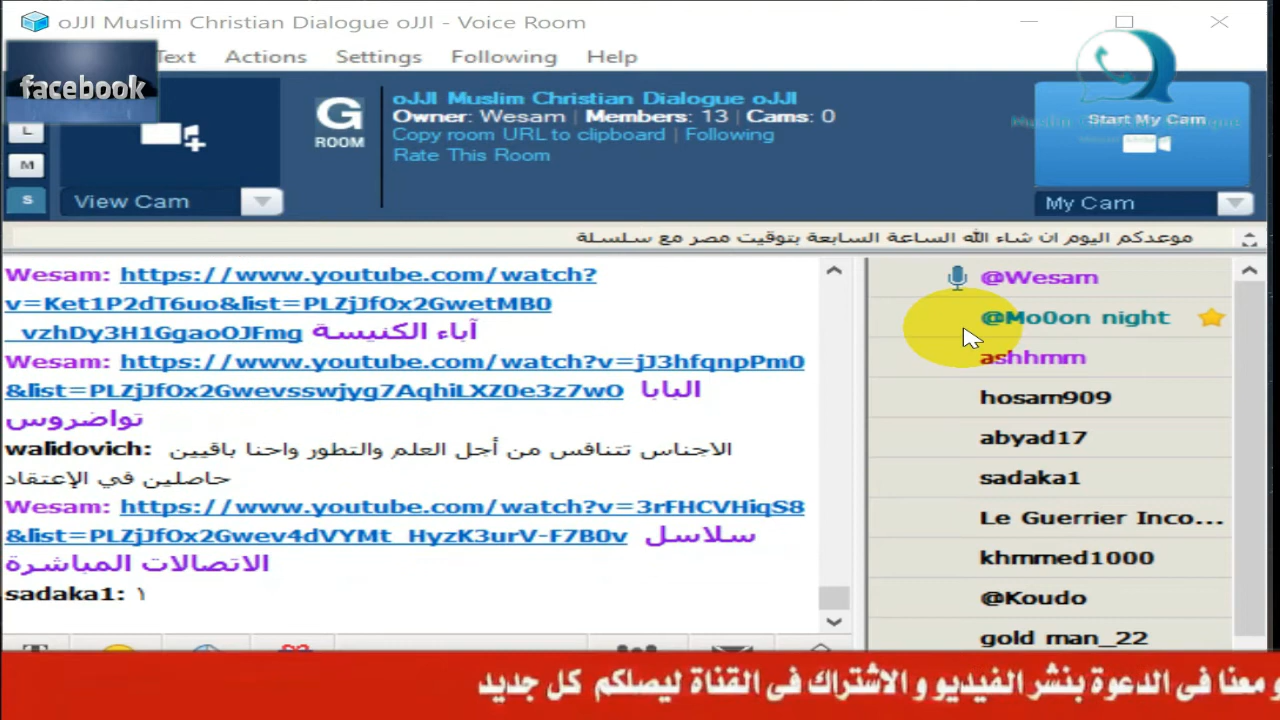 oJJl Muslim Christian Dialogue oJJl - Voice Room
Text Actions Settings Following Help
facebook
L
M
S
View Cam
G
ROOM
oJJl Muslim Christian Dialogue oJJl
Owner: Wesam | Members: 13 | Cams: 0
Copy room URL to clipboard | Following
Rate This Room
Start My Cam
My Cam
موعدكم اليوم ان شاء الله الساعة السابعة بتوقيت مصر مع سلسلة
Wesam: https://www.youtube.com/watch?
v=Ket1P2dT6uo&list=PLZjJfOx2GwetMB0
_vzhDy3H1GgaoOJFmg آباء الكنيسة
Wesam: https://www.youtube.com/watch?v=jJ3hfqnpPm0
&list=PLZjJfOx2Gwevsswjyg7AqhiLXZ0e3z7wO البابا
تواضروس
walidovich: الاجناس تتنافس من أجل العلم والتطور واحنا باقيين
حاصلين في الإعتقاد
Wesam: https://www.youtube.com/watch?v=3rFHCVHiqS8
&list=PLZjJfOx2Gwev4dVYMt_HyzK3urV-F7B0v سلاسل
الاتصالات المباشرة
sadaka1: ١
@Wesam
@Mo0on night
ashhmm
hosam909
abyad17
sadaka1
Le Guerrier Inco...
khmmed1000
@Koudo
gold man_22
و معنا فى الدعوة بنشر الفيديو و الاشتراك فى القناة ليصلكم كل جديد